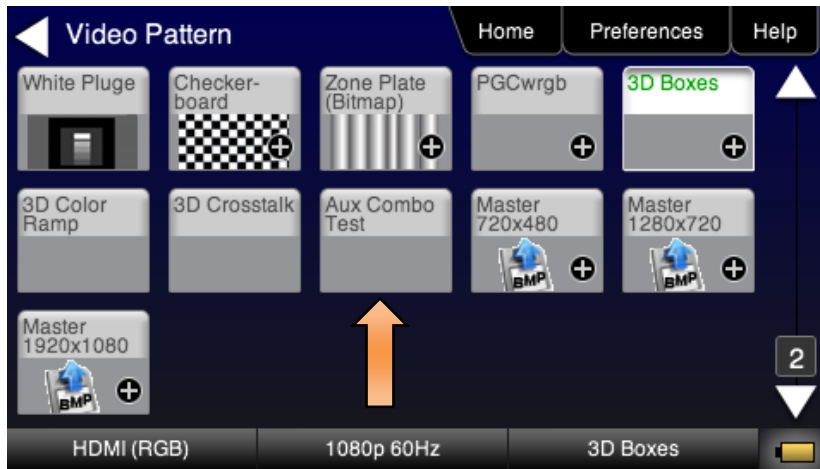 Video Pattern
Home
Preferences
Help
White Pluge
Checker-
board
Zone Plate
(Bitmap)
PGCwrgb
3D Boxes
3D Color
Ramp
3D Crosstalk
Aux Combo
Test
Master
720x480
BMP
Master
1280x720
BMP
Master
1920x1080
BMP
2
HDMI (RGB)
1080p 60Hz
3D Boxes